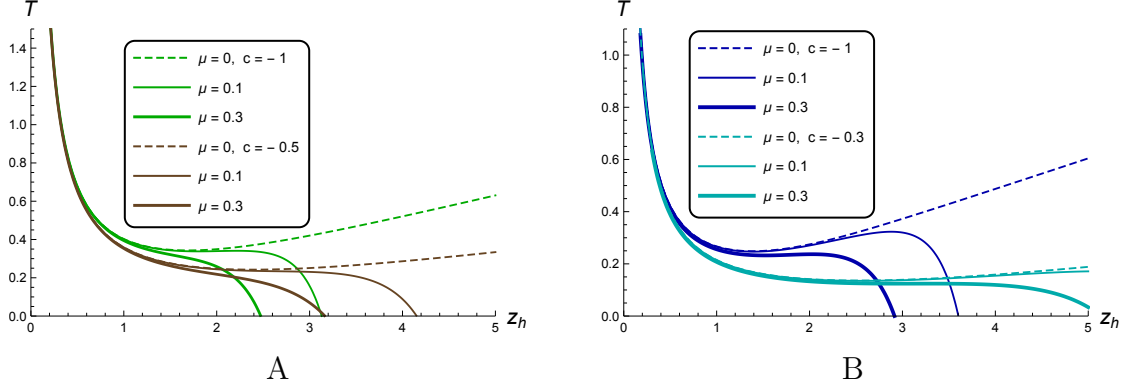 T
1.4
1.2
1.0
0.8
0.6
0.4
0.2
0.0
0
1
2
3
4
5
z_h
μ = 0, c = - 1
μ = 0.1
μ = 0.3
μ = 0, c = - 0.5
μ = 0.1
μ = 0.3
A
T
1.0
0.8
0.6
0.4
0.2
0.0
0
1
2
3
4
5
z_h
μ = 0, c = - 1
μ = 0.1
μ = 0.3
μ = 0, c = - 0.3
μ = 0.1
μ = 0.3
B